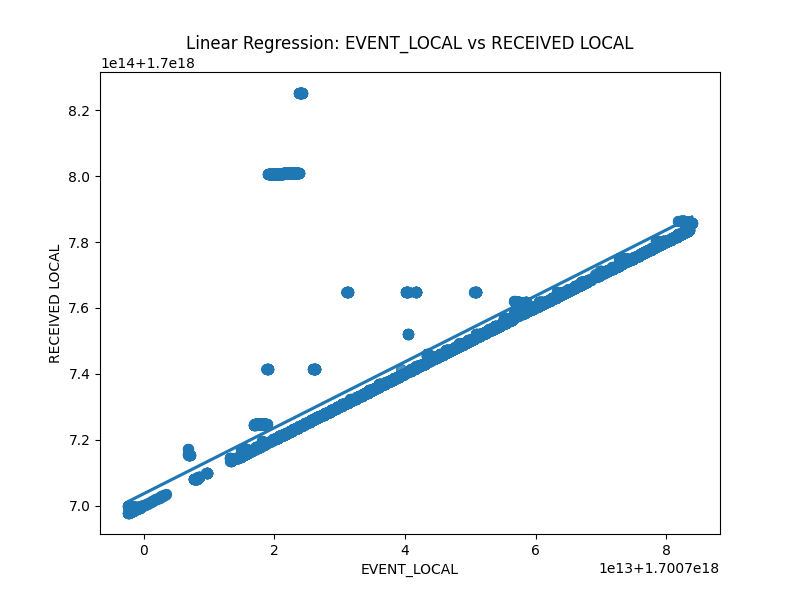 Linear Regression: EVENT_LOCAL vs RECEIVED LOCAL
1e14+1.7e18
8.2
8.0
7.8
7.6
7.4
7.2
7.0
RECEIVED LOCAL
0 2 4 6 8
EVENT_LOCAL
1e13+1.7007e18